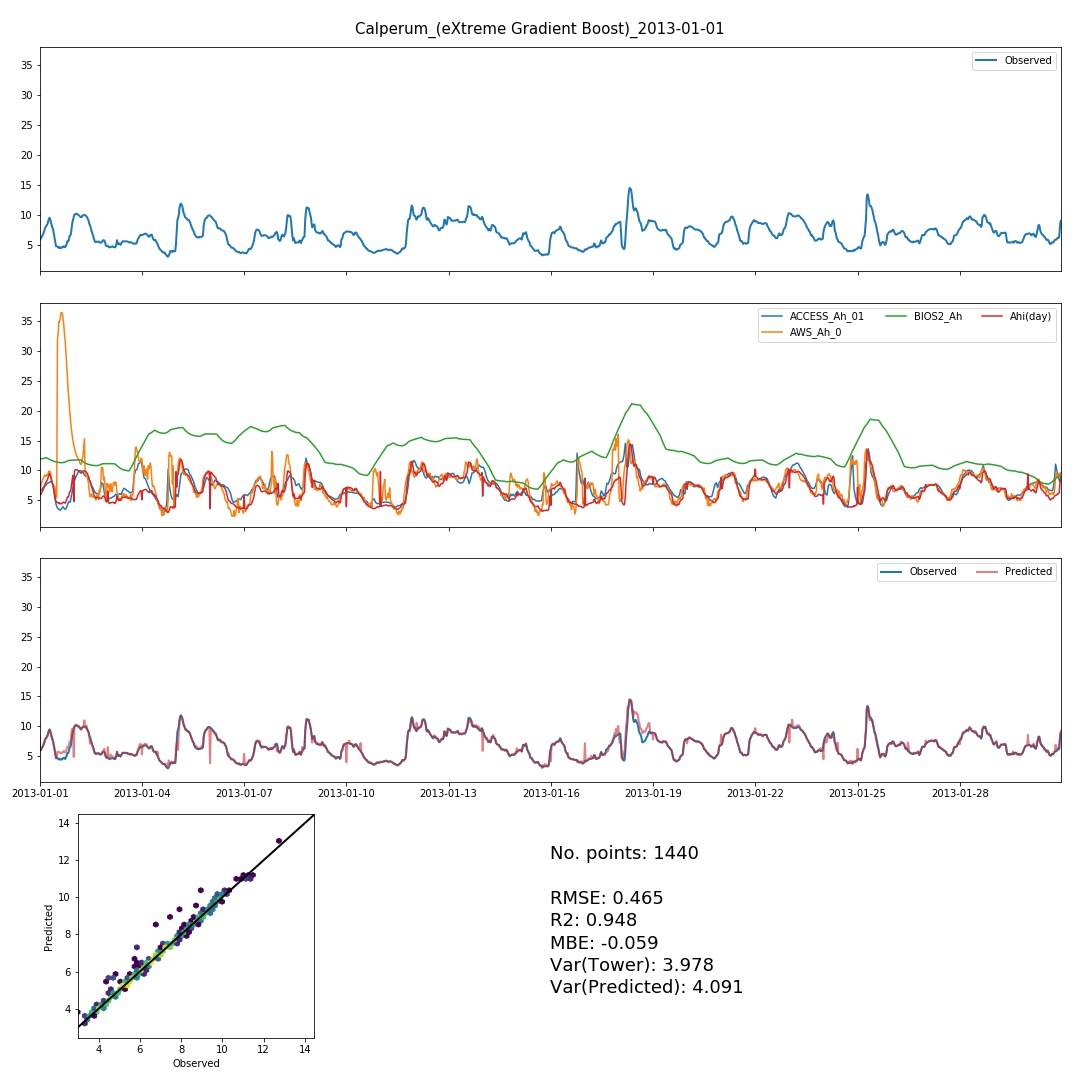 Calperum_(eXtreme Gradient Boost)_2013-01-01
35
30
25
20
15
10
5
Observed
35
30
25
20
15
10
5
ACCESS_Ah_01
BIOS2_Ah
Ahi(day)
AWS_Ah_0
35
30
25
20
15
10
5
Observed
Predicted
2013-01-01
2013-01-04
2013-01-07
2013-01-10
2013-01-13
2013-01-16
2013-01-19
2013-01-22
2013-01-25
2013-01-28
14
12
10
8
6
4
Predicted
4
6
8
10
12
14
Observed
No. points: 1440
RMSE: 0.465
R2: 0.948
MBE: -0.059
Var(Tower): 3.978
Var(Predicted): 4.091